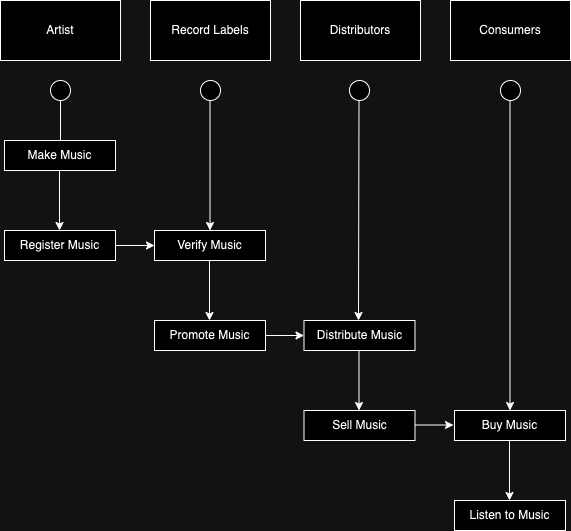 Artist
Record Labels
Distributors
Consumers
Make Music
Register Music
Verify Music
Promote Music
Distribute Music
Sell Music
Buy Music
Listen to Music